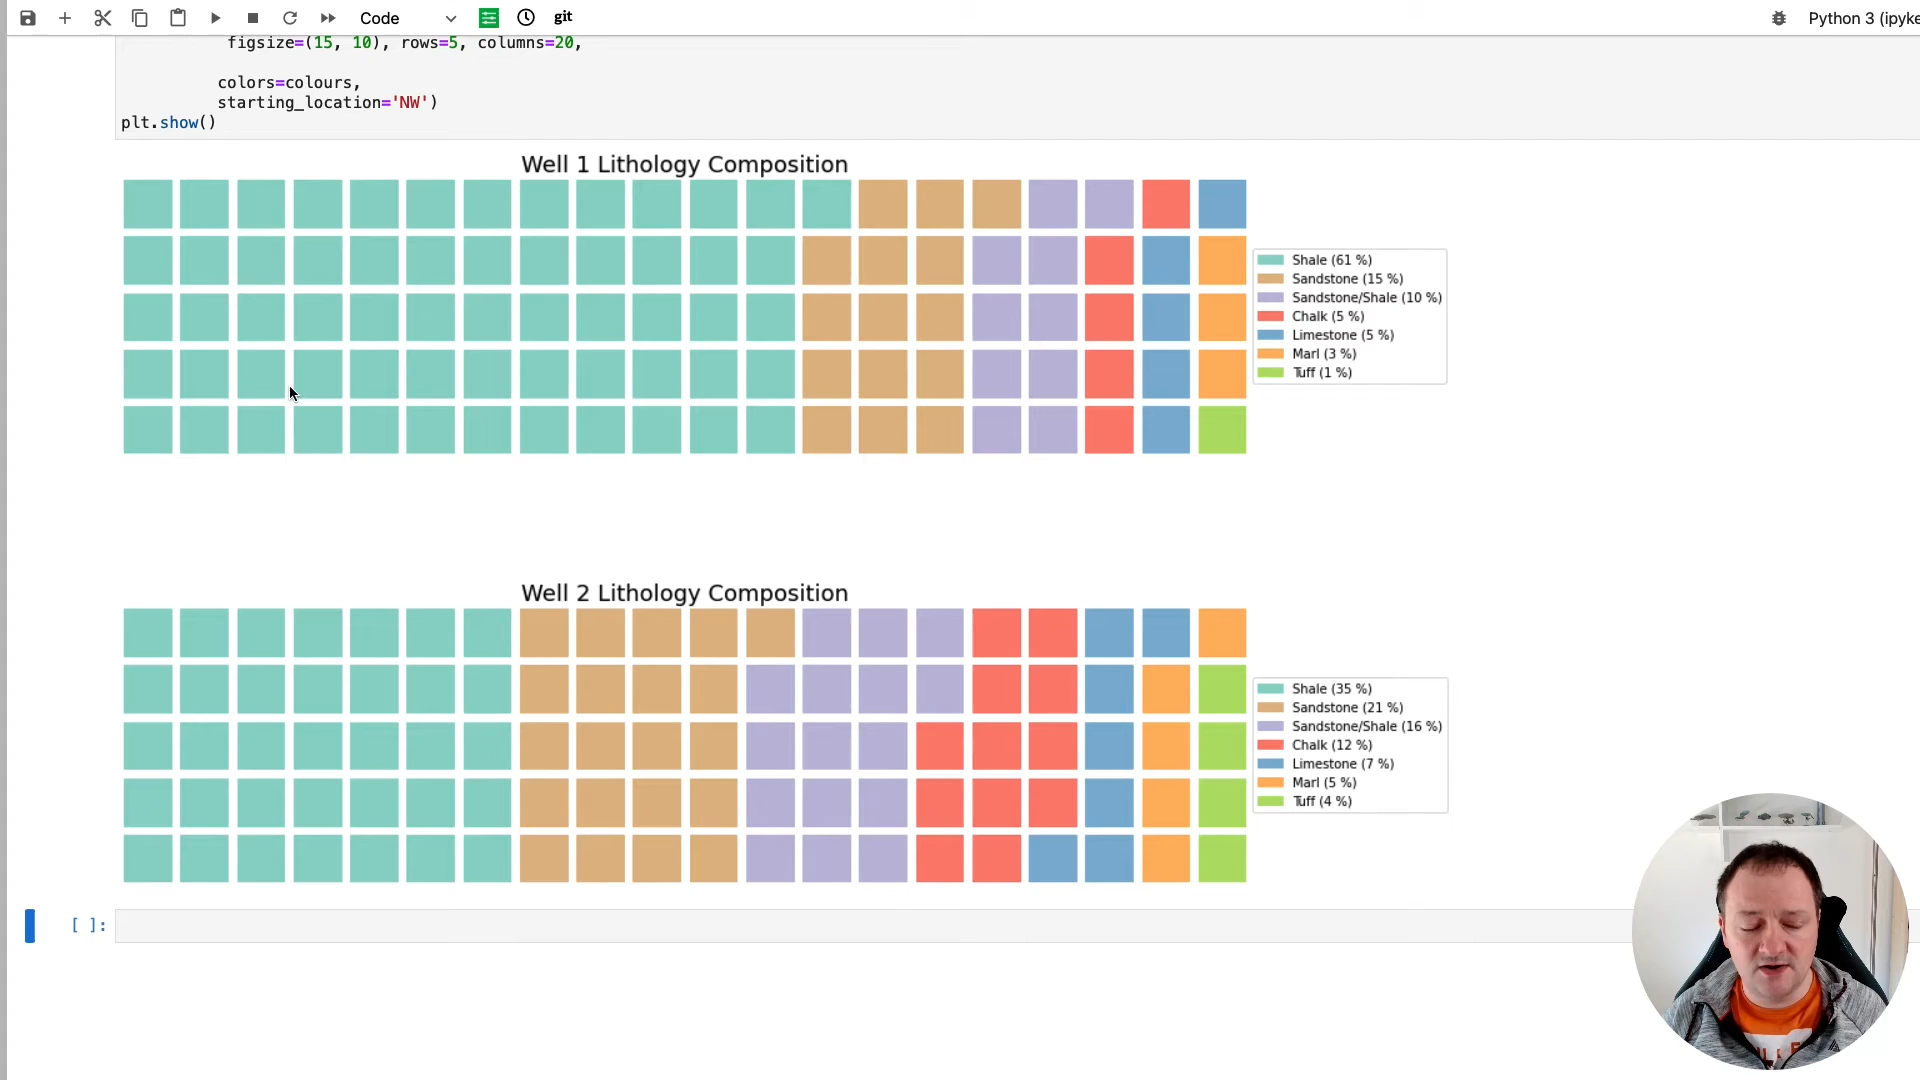 Code
git
Python 3 (ipyke
figsize=(15, 10), rows=5, columns=20,
colors=colours,
starting_location='NW')
plt.show()
Well 1 Lithology Composition
Shale (61 %)
Sandstone (15 %)
Sandstone/Shale (10 %)
Chalk (5 %)
Limestone (5 %)
Marl (3 %)
Tuff (1 %)
Well 2 Lithology Composition
Shale (35 %)
Sandstone (21 %)
Sandstone/Shale (16 %)
Chalk (12 %)
Limestone (7 %)
Marl (5 %)
Tuff (4 %)
[ ]: